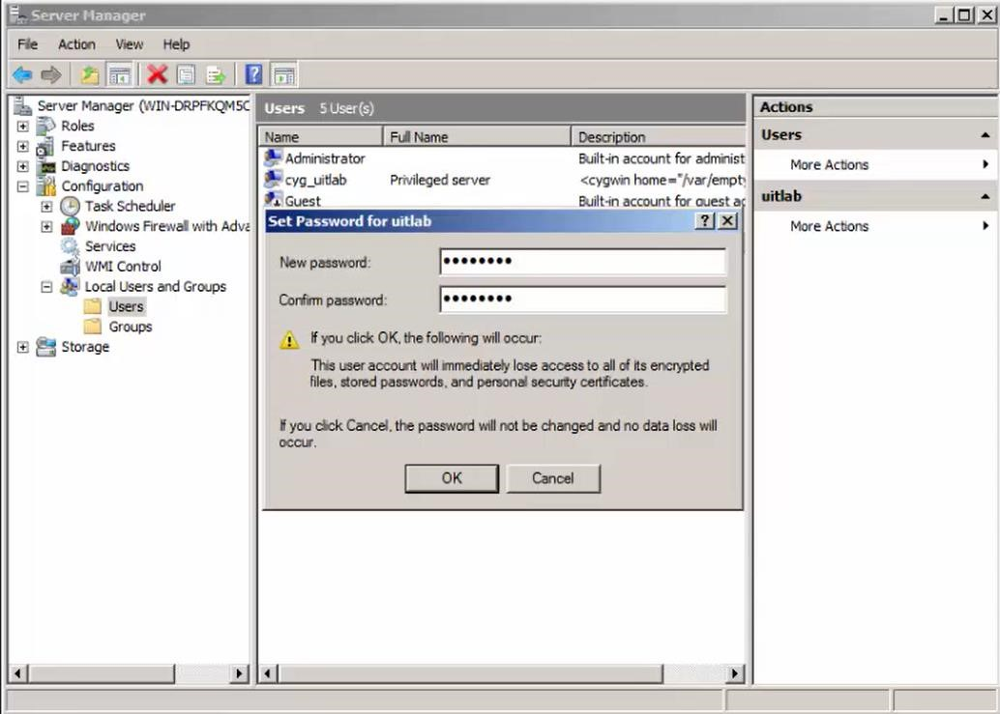 Server Manager
File Action View Help
Server Manager (WIN-DRPFKQM5C
Roles
Features
Diagnostics
Configuration
Task Scheduler
Windows Firewall with Adva
Services
WMI Control
Local Users and Groups
Users
Groups
Storage
Users 5 User(s)
Name Full Name Description
Administrator Built-in account for administ
cyg_uitlab Privileged server <cygwin home="/var/empty
Guest Built-in account for guest ac
Set Password for uitlab
New password:
Confirm password:
If you click OK, the following will occur:
This user account will immediately lose access to all of its encrypted
files, stored passwords, and personal security certificates.
If you click Cancel, the password will not be changed and no data loss will
occur.
OK Cancel
Actions
Users
More Actions
uitlab
More Actions